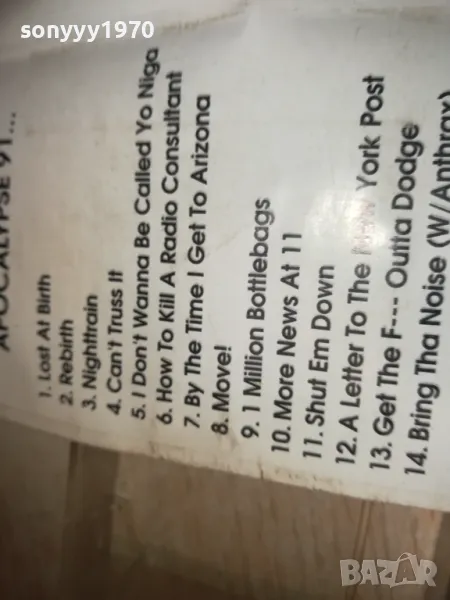 sonyyy1970
APOCALYPSE 91...
1. Lost At Birth
2. Rebirth
3. Nighttrain
4. Can't Truss It
5. I Don't Wanna Be Called Yo Niga
6. How To Kill A Radio Consultant
7. By The Time I Get To Arizona
8. Move!
9. 1 Million Bottlebags
10. More News At 11
11. Shut Em Down
12. A Letter To The New York Post
13. Get The F--- Outta Dodge
14. Bring Tha Noise (W/Anthrax)
BAZAR